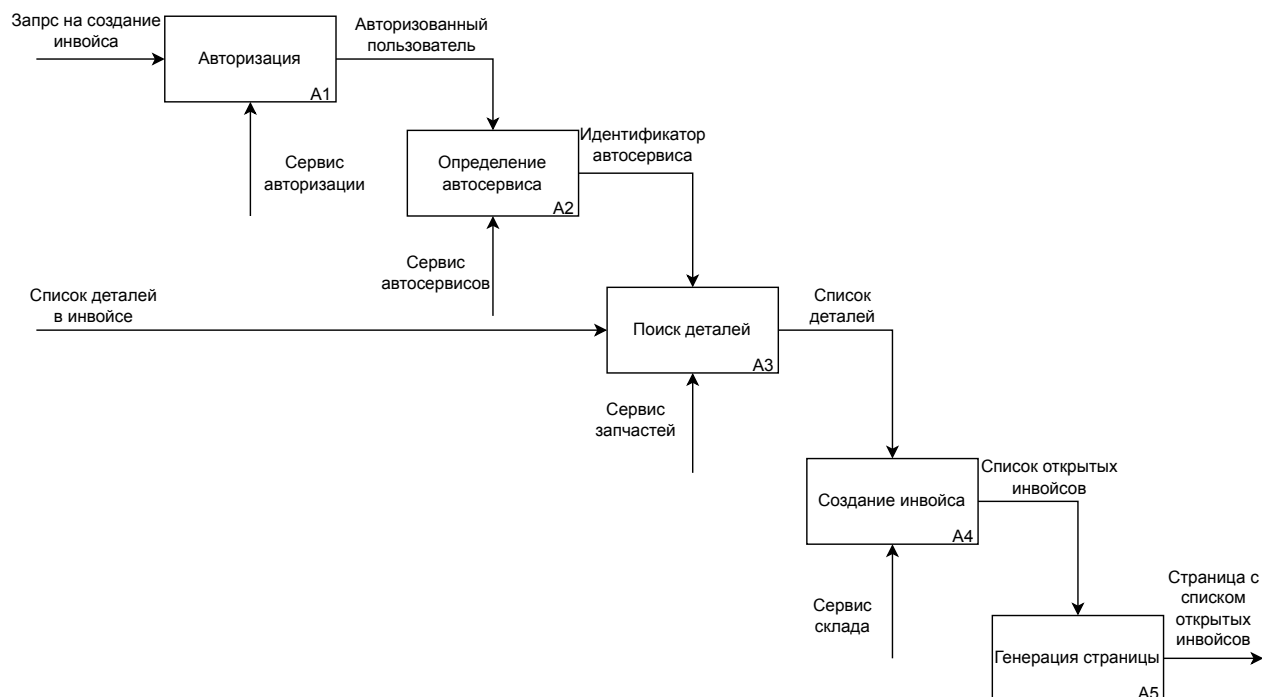 Запрс на создание
инвойса
Авторизация
A1
Авторизованный
пользователь
Сервис
авторизации
Определение
автосервиса
A2
Идентификатор
автосервиса
Сервис
автосервисов
Список деталей
в инвойсе
Поиск деталей
A3
Список
деталей
Сервис
запчастей
Создание инвойса
A4
Список открытых
инвойсов
Сервис
склада
Генерация страницы
A5
Страница с
списком
открытых
инвойсов